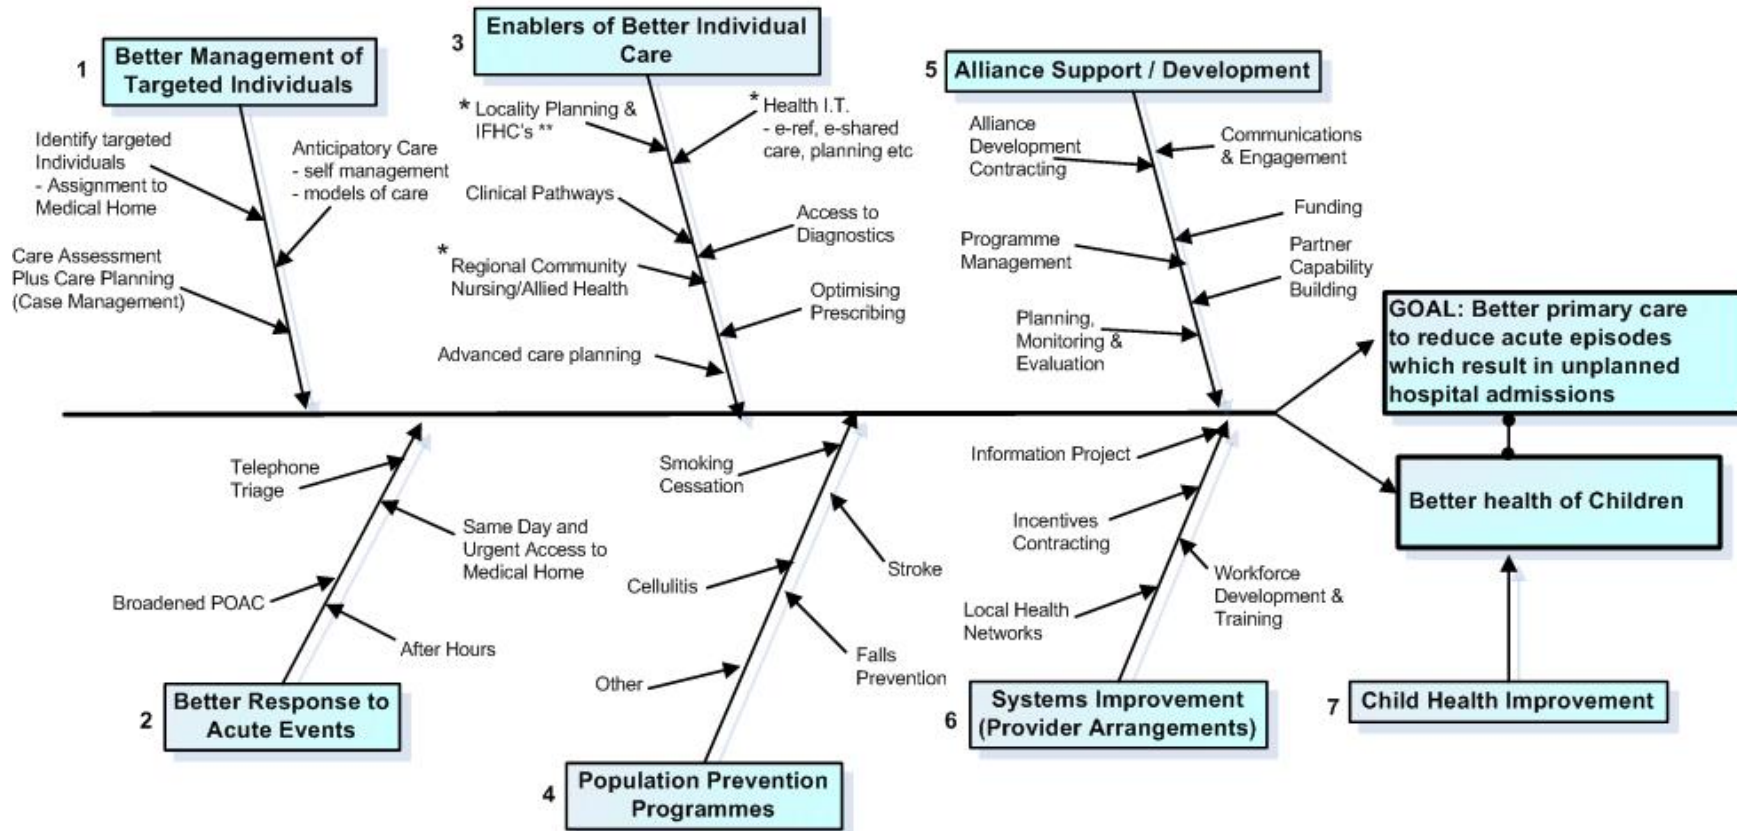 1
Better Management of
Targeted Individuals
Identify targeted
Individuals
- Assignment to
Medical Home
Anticipatory Care
- self management
- models of care
Care Assessment
Plus Care Planning
(Case Management)
3
Enablers of Better Individual
Care
* Locality Planning &
IFHC's **
* Health I.T.
- e-ref, e-shared
care, planning etc
Clinical Pathways
Access to
Diagnostics
* Regional Community
Nursing/Allied Health
Optimising
Prescribing
Advanced care planning
5
Alliance Support / Development
Alliance
Development
Contracting
Communications
& Engagement
Funding
Programme
Management
Partner
Capability
Building
Planning,
Monitoring &
Evaluation
GOAL: Better primary care
to reduce acute episodes
which result in unplanned
hospital admissions
Better health of Children
Telephone
Triage
Same Day and
Urgent Access to
Medical Home
Broadened POAC
After Hours
2
Better Response to
Acute Events
Smoking
Cessation
Stroke
Cellulitis
Falls
Prevention
Other
4
Population Prevention
Programmes
Information Project
Incentives
Contracting
Workforce
Development &
Training
Local Health
Networks
6
Systems Improvement
(Provider Arrangements)
7
Child Health Improvement